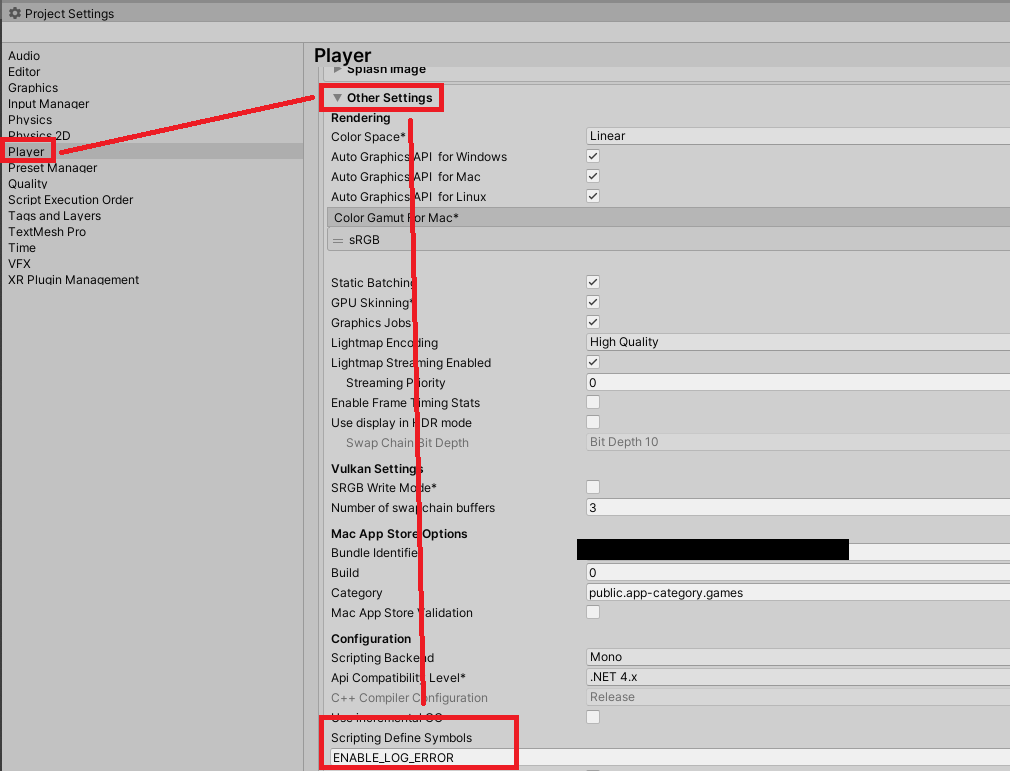 Project Settings
Audio
Editor
Graphics
Input Manager
Physics
Physics 2D
Player
Preset Manager
Quality
Script Execution Order
Tags and Layers
TextMesh Pro
Time
VFX
XR Plugin Management
Player
Splash Image
Other Settings
Rendering
Color Space* Linear
Auto Graphics API for Windows
Auto Graphics API for Mac
Auto Graphics API for Linux
Color Gamut For Mac*
sRGB
Static Batching
GPU Skinning*
Graphics Jobs
Lightmap Encoding High Quality
Lightmap Streaming Enabled
Streaming Priority 0
Enable Frame Timing Stats
Use display in HDR mode
Swap Chain Bit Depth Bit Depth 10
Vulkan Settings
SRGB Write Mode*
Number of swapchain buffers 3
Mac App Store Options
Bundle Identifier
Build 0
Category public.app-category.games
Mac App Store Validation
Configuration
Scripting Backend Mono
Api Compatibility Level* .NET 4.x
C++ Compiler Configuration Release
Use incremental GC
Scripting Define Symbols
ENABLE_LOG_ERROR